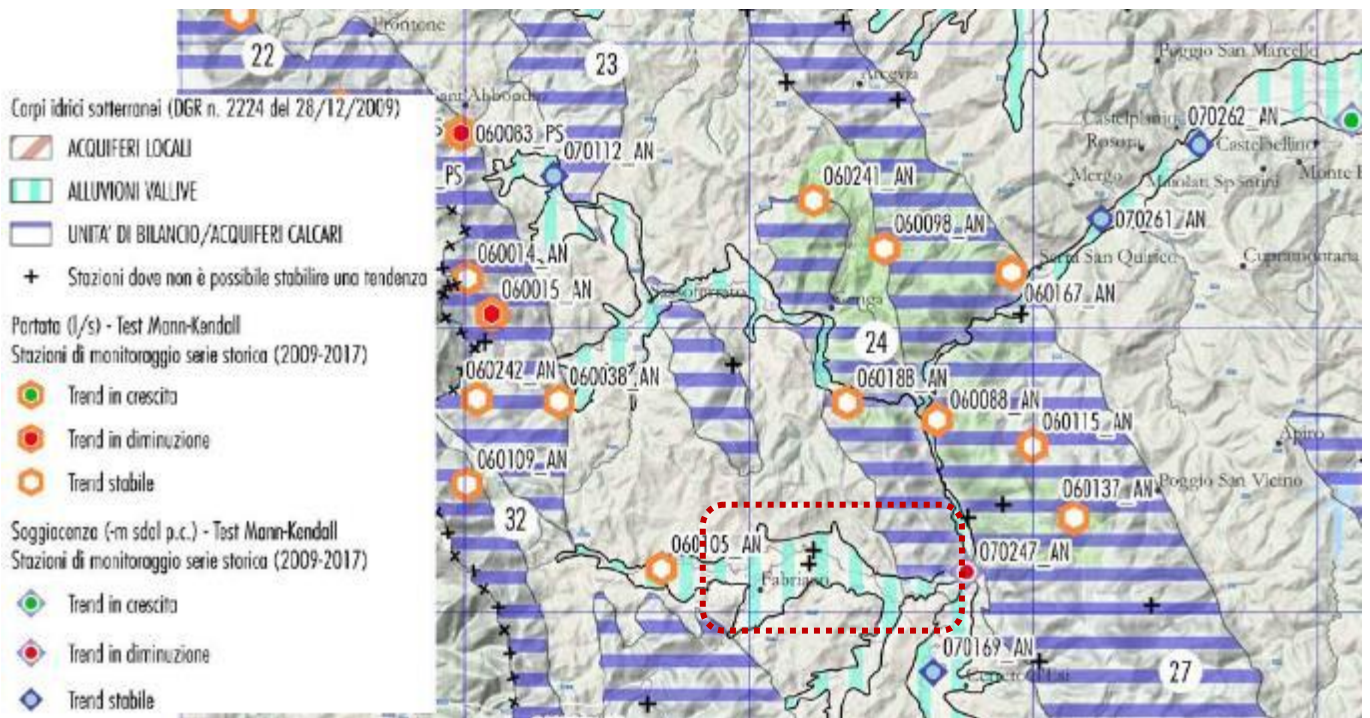 Frontone
22
23
Poggio San Marcello
Corpi idrici sotterranei (DGR n. 2224 del 28/12/2009)
ACQUIFERI LOCALI
ALLUVIONI VALLIVE
UNITA' DI BILANCIO/ACQUIFERI CALCARI
Stazioni dove non è possibile stabilire una tendenza
Portata (l/s) - Test Mann-Kendall
Stazioni di monitoraggio serie storica (2009-2017)
Trend in crescita
Trend in diminuzione
Trend stabile
Soggiacenza (-m sdal p.c.) - Test Mann-Kendall
Stazioni di monitoraggio serie storica (2009-2017)
Trend in crescita
Trend in diminuzione
Trend stabile
Arcevia
060083_PS
070112_AN
_PS
070262_AN
Castelbellino
Rosora
Mergo
Maiolati Spontini
Monte
060241_AN
070261_AN
060098_AN
060014_AN
060015_AN
Serra San Quirico
Cupramontana
060167_AN
Sassoferrato
Genga
24
060242_AN
060038_AN
060188_AN
060088_AN
060115_AN
Apiro
060109_AN
060137_AN
Poggio San Vicino
32
070247_AN
Fabriano
070169_AN
27